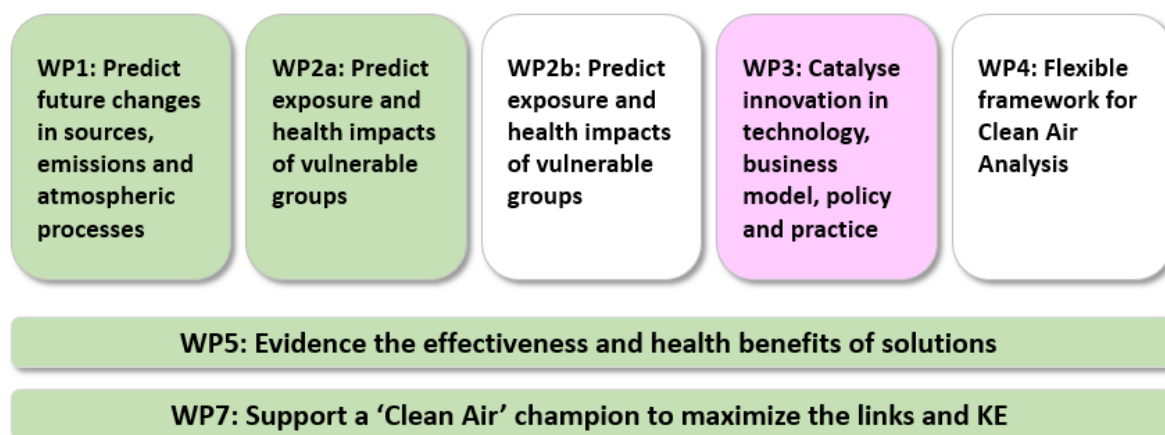 WP1: Predict
future changes
in sources,
emissions and
atmospheric
processes
WP2a: Predict
exposure and
health impacts
of vulnerable
groups
WP2b: Predict
exposure and
health impacts
of vulnerable
groups
WP3: Catalyse
innovation in
technology,
business
model, policy
and practice
WP4: Flexible
framework for
Clean Air
Analysis
WP5: Evidence the effectiveness and health benefits of solutions
WP7: Support a ‘Clean Air’ champion to maximize the links and KE